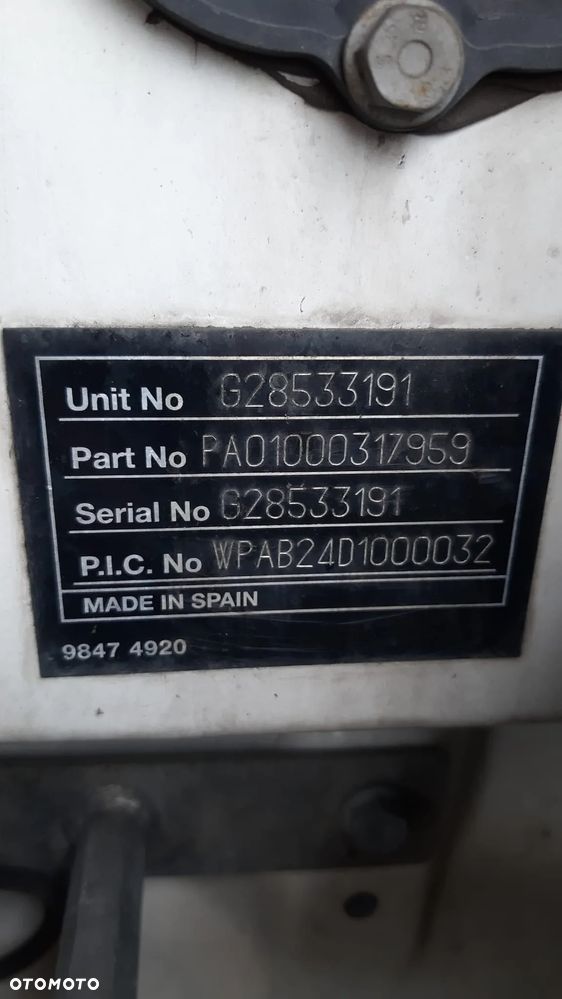 Unit No G28533191
Part No PA01000317959
Serial No G28533191
P.I.C. No WPAB24D1000032
MADE IN SPAIN
9847 4920
OTOMOTO